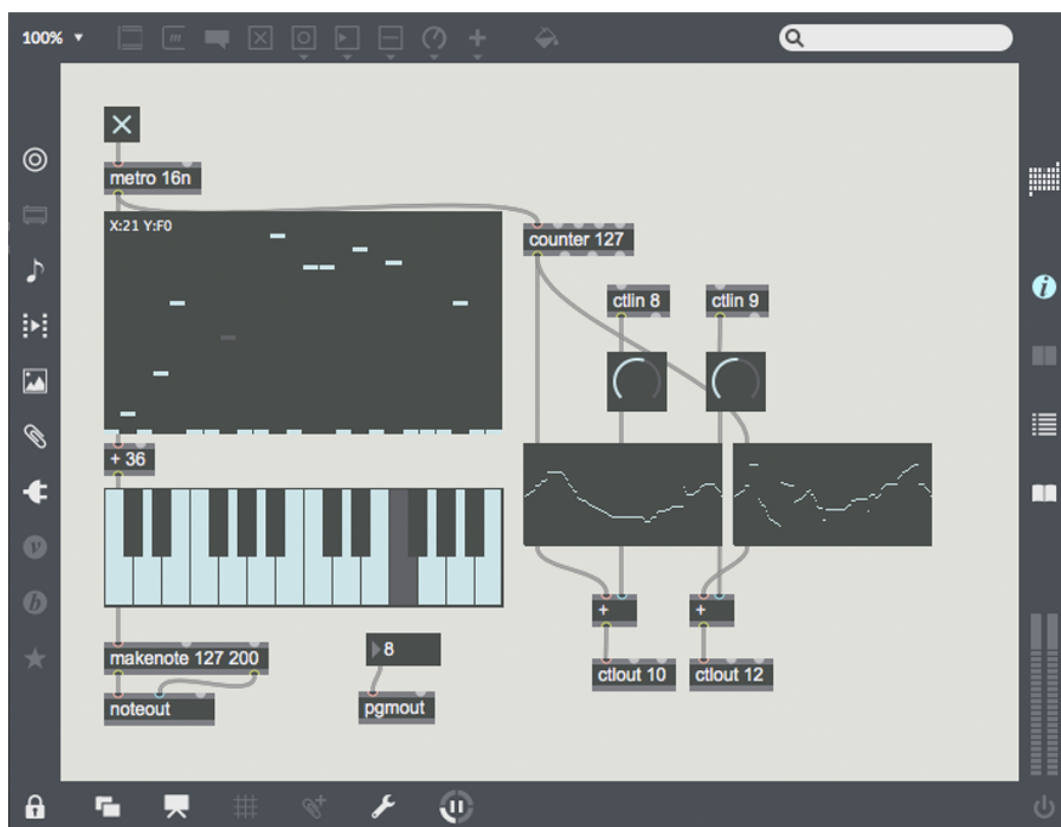 100%
metro 16n
X:21 Y:F0
counter 127
ctlin 8
ctlin 9
+ 36
+
+
makenote 127 200
8
ctlout 10
ctlout 12
noteout
pgmout